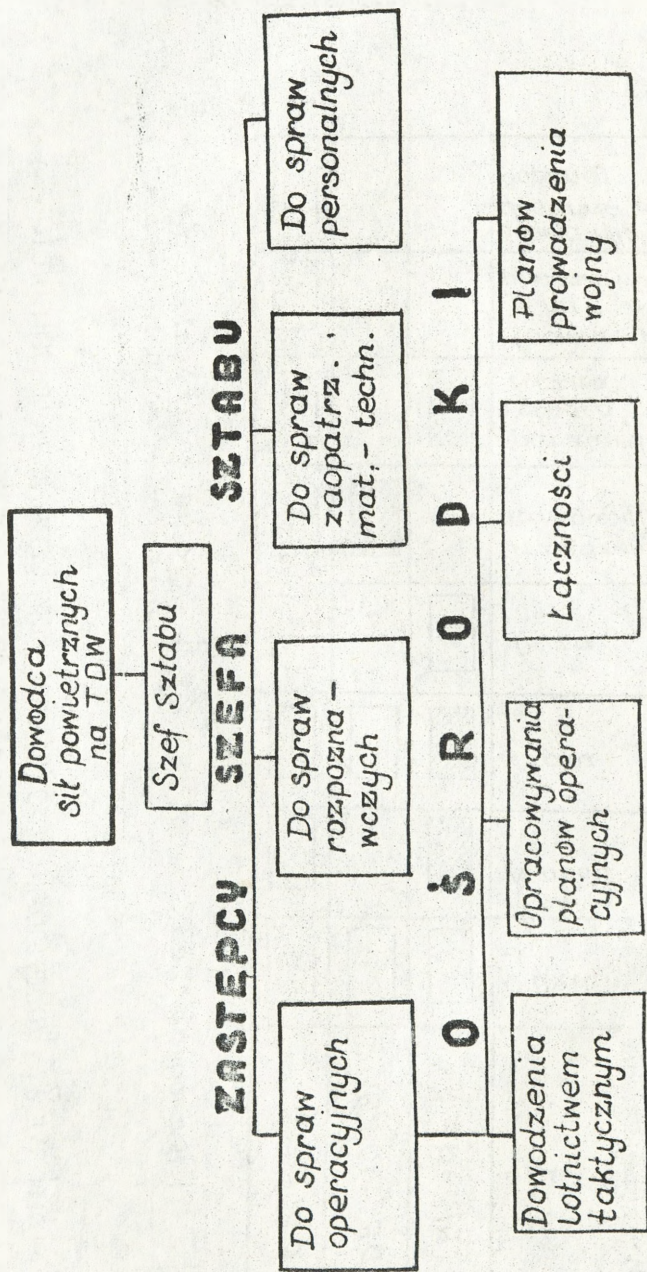 Dowodca
sił powietrznych
na TDW
Szef Sztabu
ZASTĘPCY SZEFA SZTABU
Do spraw
operacyjnych
Do spraw
rozpozna-
wczych
Do spraw
zaopatrz.
mat.- techn.
Do spraw
personalnych
OŚRODKI
Dowodzenia
lotnictwem
taktycznym
Opracowywania
planów opera-
cyjnych
Łączności
Planów
prowadzenia
wojny